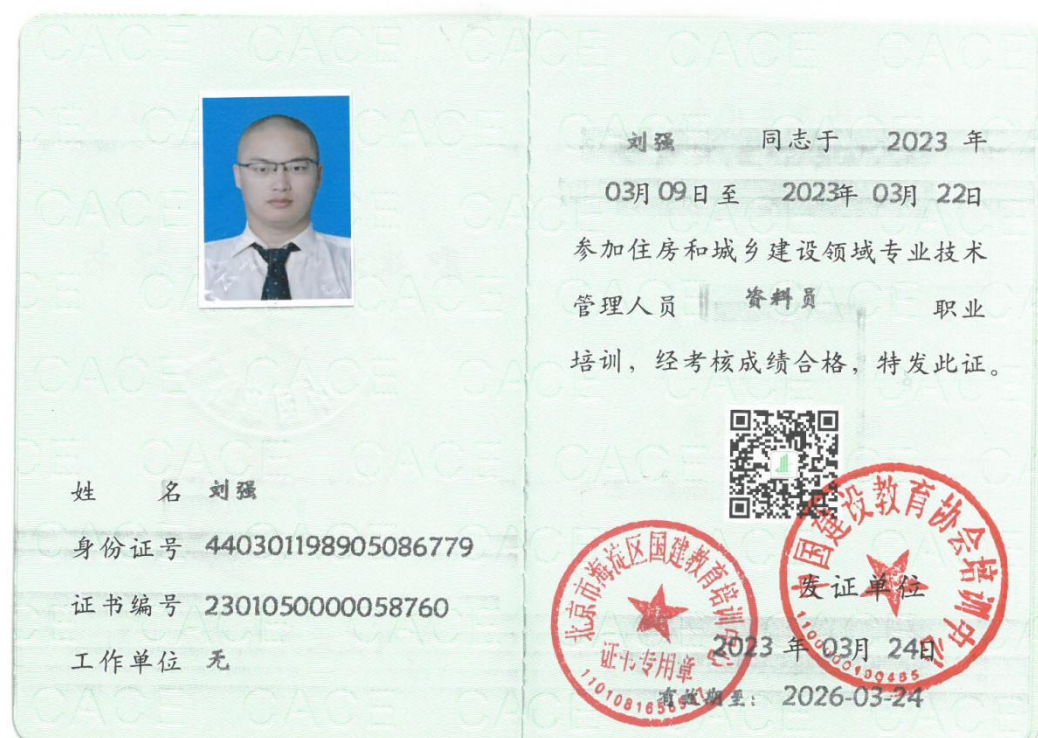 姓 名 刘强
身份证号 440301198905086779
证书编号 2301050000058760
工作单位 无
刘强 同志于 2023 年
03月 09 日 至 2023年 03月 22日
参加住房和城乡建设领域专业技术
管理人员 资料员 职业
培训，经考核成绩合格，特发此证。
北京市海淀区国建教育培训中心
证书专用章
中国建设教育协会培训中心
发证单位
2023 年 03月 24日
有效期至： 2026-03-24
CACE